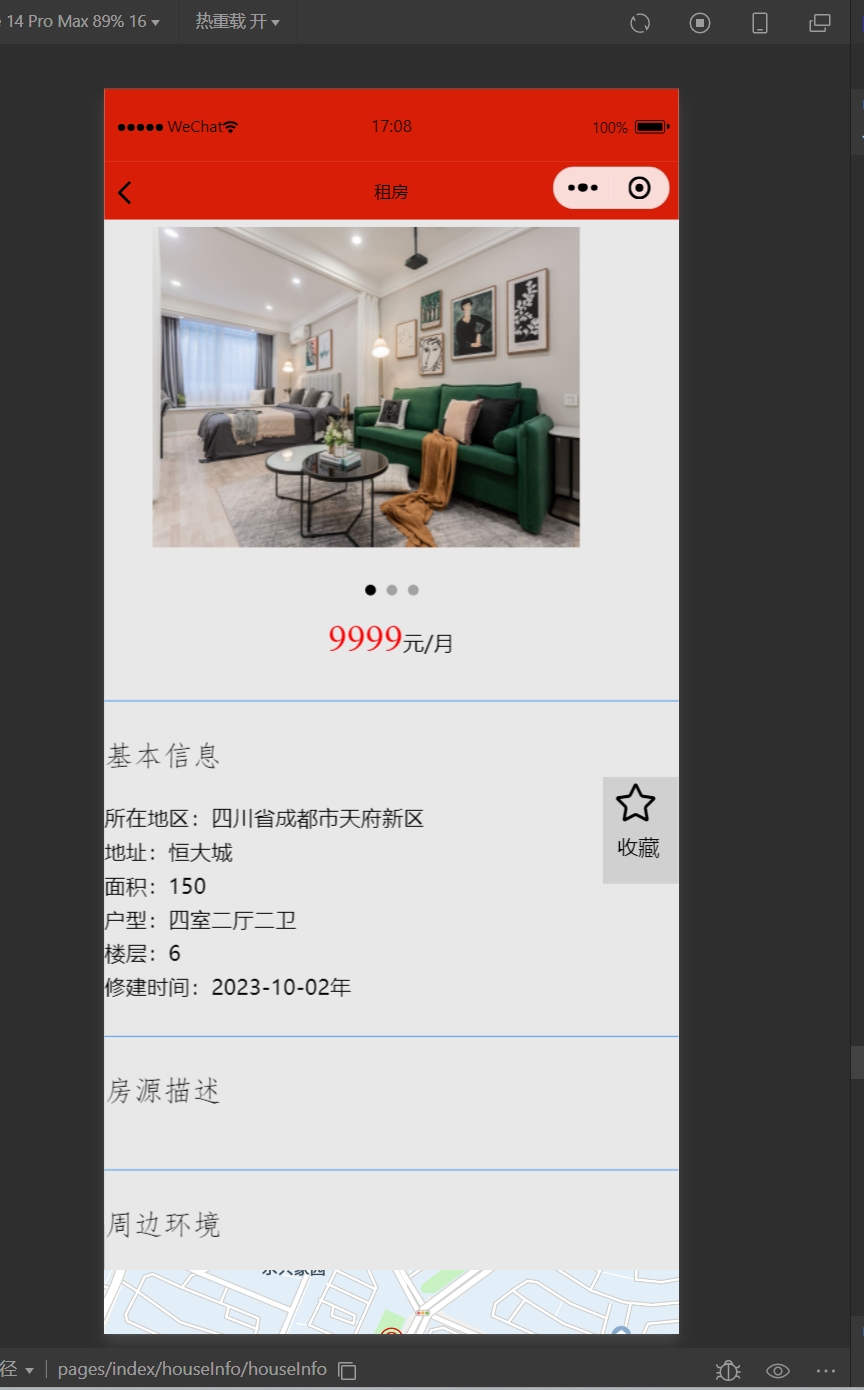 14 Pro Max 89% 16 热重载 开
WeChat 17:08 100%
租房
9999元/月
基本信息
所在地区：四川省成都市天府新区
收藏
地址：恒大城
面积：150
户型：四室二厅二卫
楼层：6
修建时间：2023-10-02年
房源描述
周边环境
径 pages/index/houseInfo/houseInfo